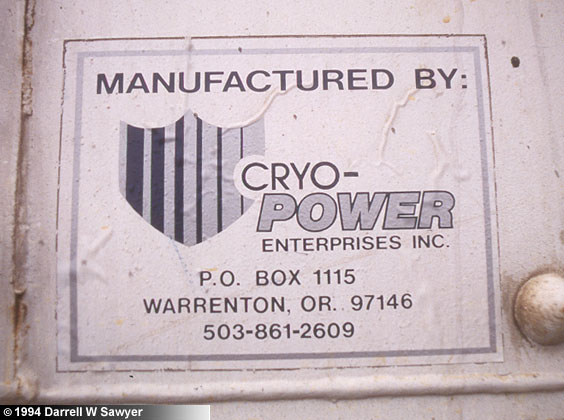 MANUFACTURED BY:
CRYO-
POWER
ENTERPRISES INC.
P.O. BOX 1115
WARRENTON, OR. 97146
503-861-2609
© 1994 Darrell W Sawyer